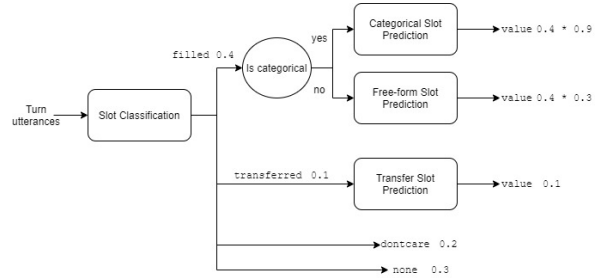 Categorical Slot
Prediction
yes
value 0.4 * 0.9
filled 0.4
Is categorical
no
Free-form Slot
Prediction
value 0.4 * 0.3
Turn
utterances
Slot Classification
transferred 0.1
Transfer Slot
Prediction
value 0.1
dontcare 0.2
none 0.3